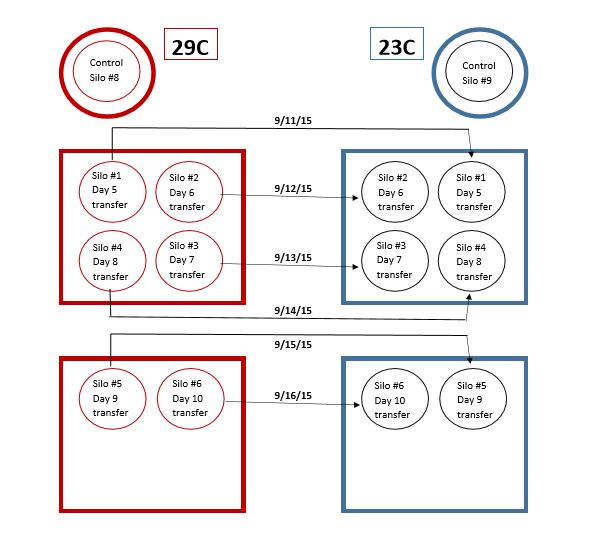 29C
23C
Control
Silo #8
Control
Silo #9
9/11/15
Silo #1
Day 5
transfer
Silo #2
Day 6
transfer
9/12/15
Silo #2
Day 6
transfer
Silo #1
Day 5
transfer
Silo #4
Day 8
transfer
Silo #3
Day 7
transfer
9/13/15
Silo #3
Day 7
transfer
Silo #4
Day 8
transfer
9/14/15
9/15/15
Silo #5
Day 9
transfer
Silo #6
Day 10
transfer
9/16/15
Silo #6
Day 10
transfer
Silo #5
Day 9
transfer